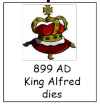 899 AD
King Alfred
dies